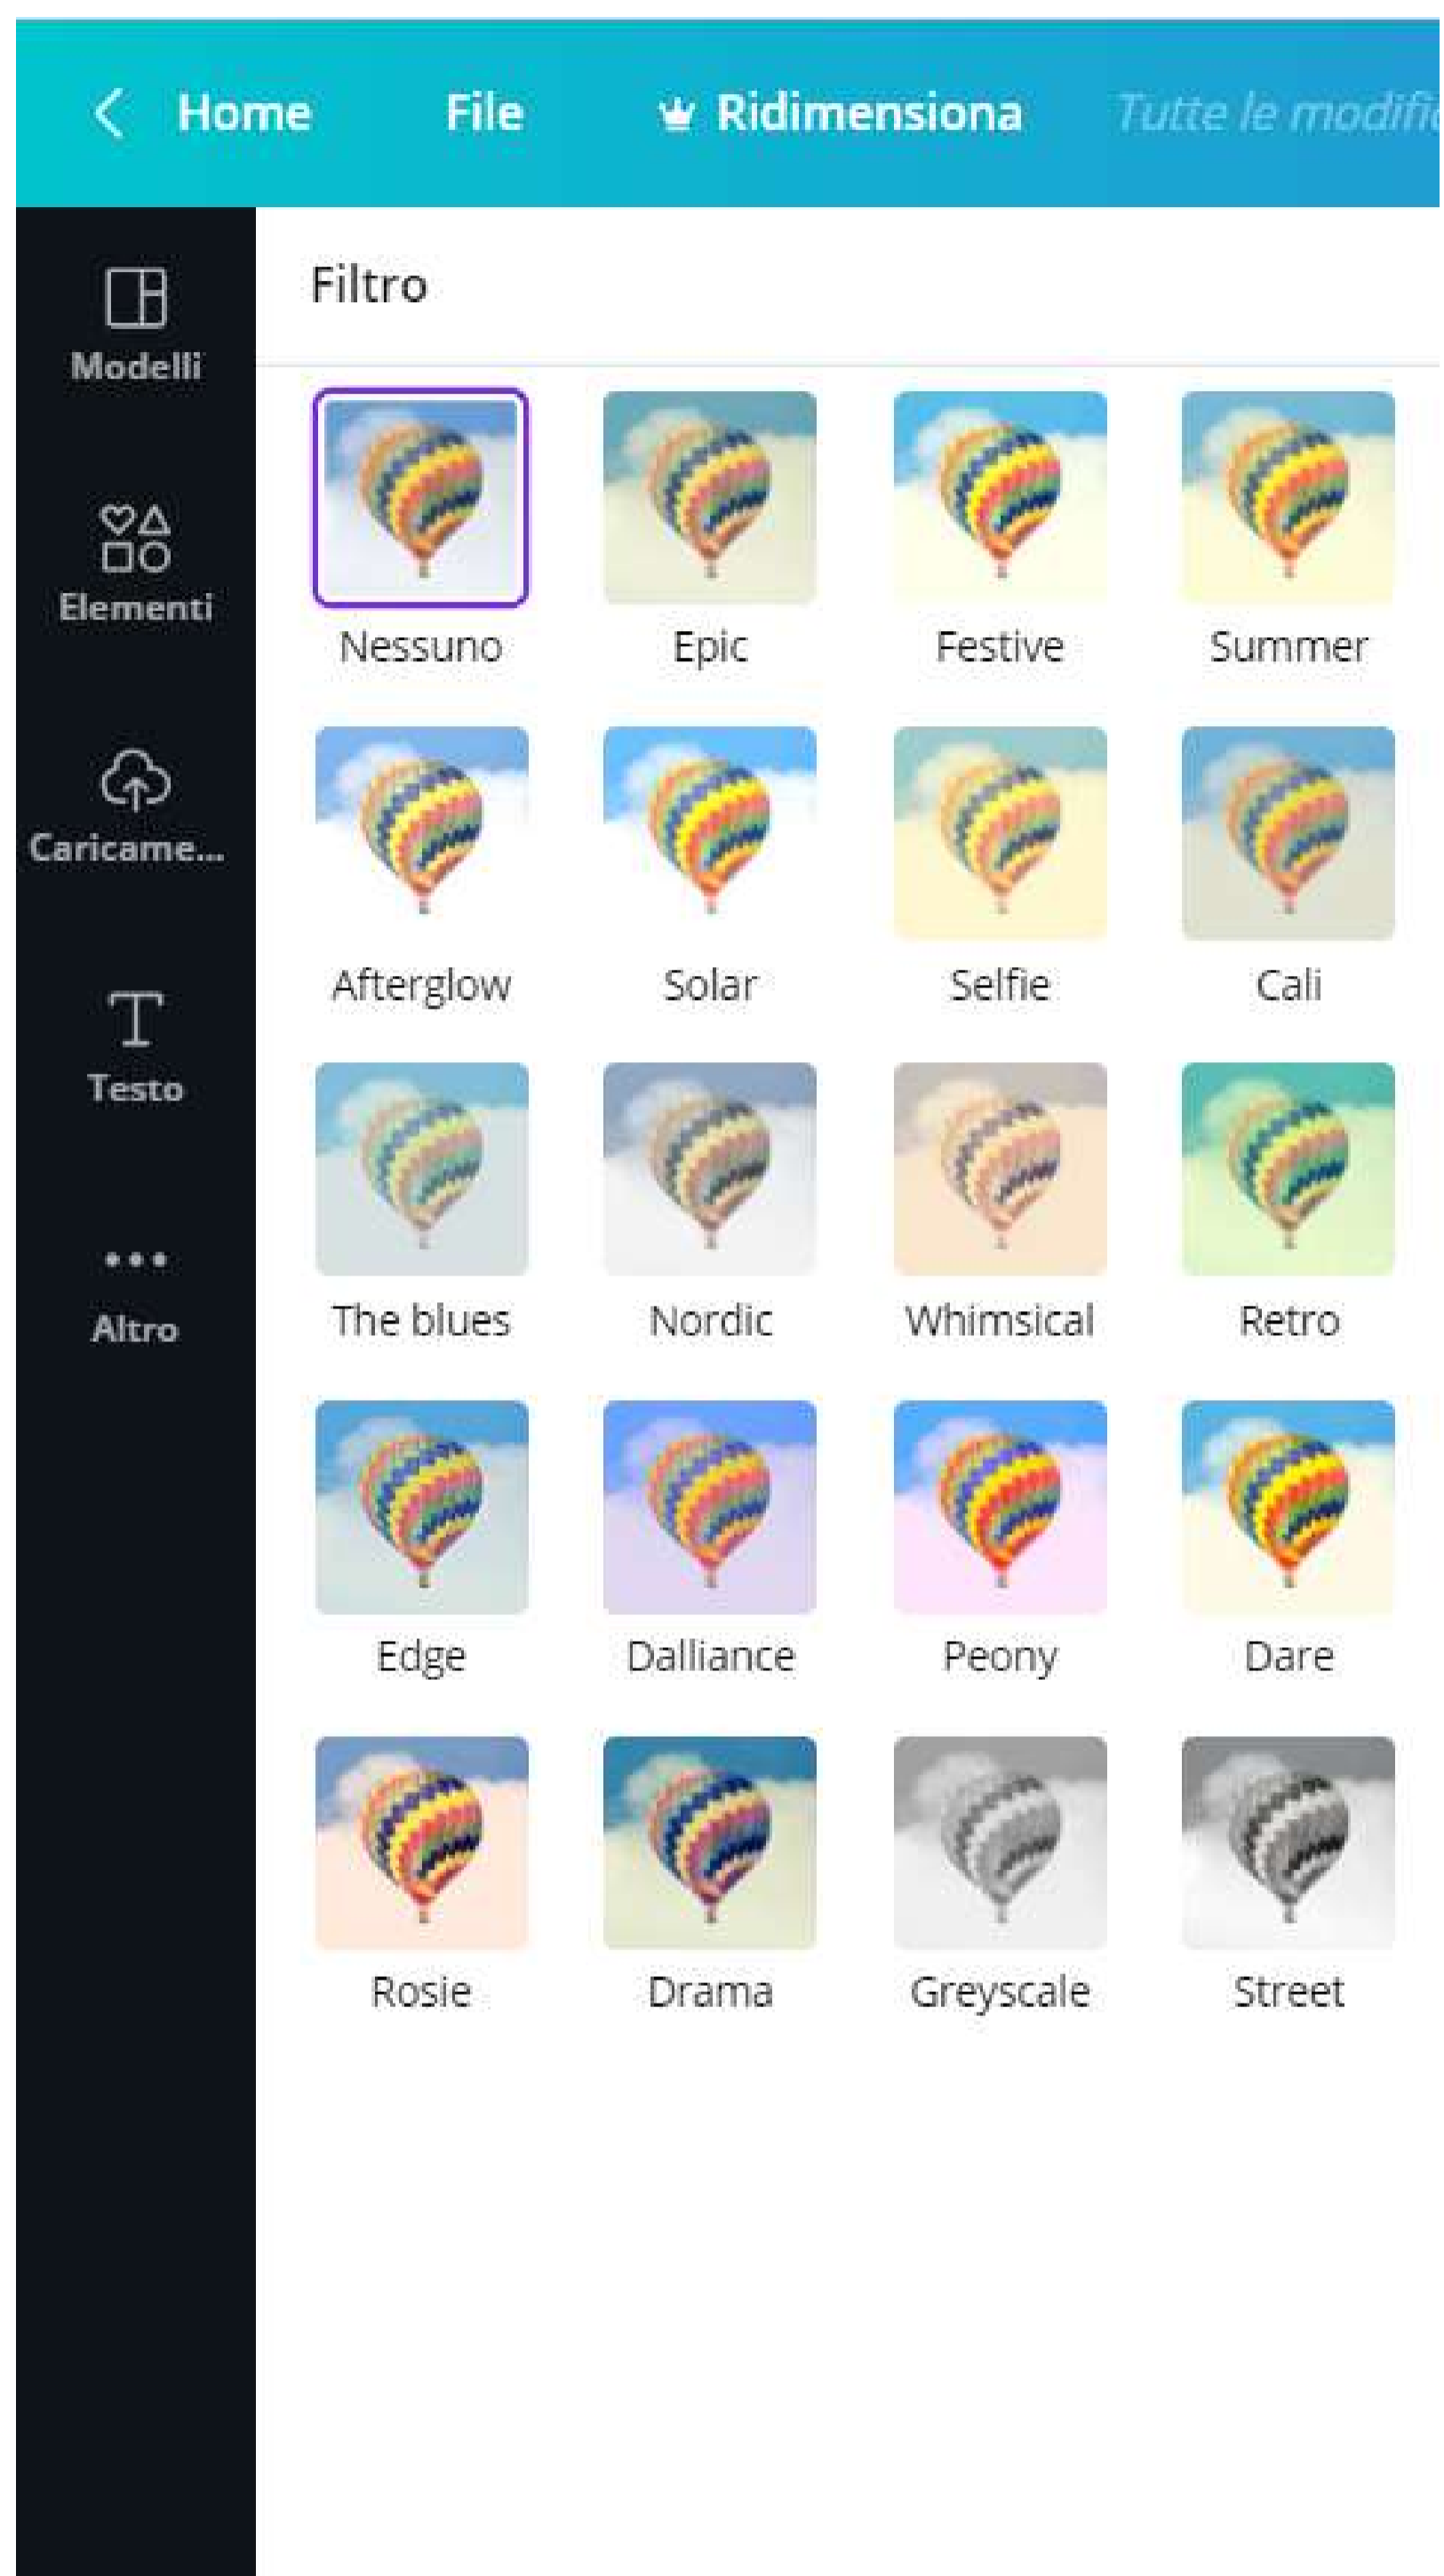 Home File Ridimensiona Tutte le modific
Filtro
Modelli
Elementi
Caricame...
Testo
Altro
Nessuno Epic Festive Summer
Afterglow Solar Selfie Cali
The blues Nordic Whimsical Retro
Edge Dalliance Peony Dare
Rosie Drama Greyscale Street